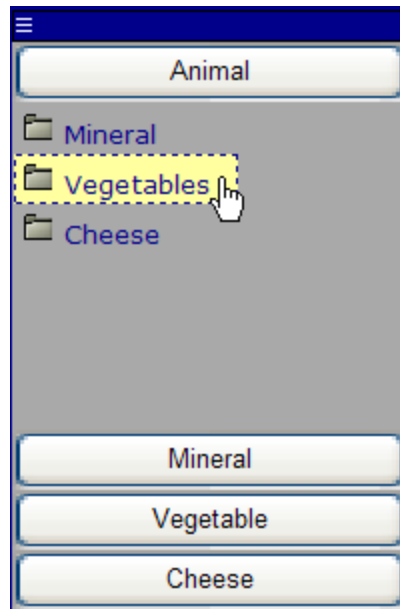 Animal
Mineral
Vegetables
Cheese
Mineral
Vegetable
Cheese